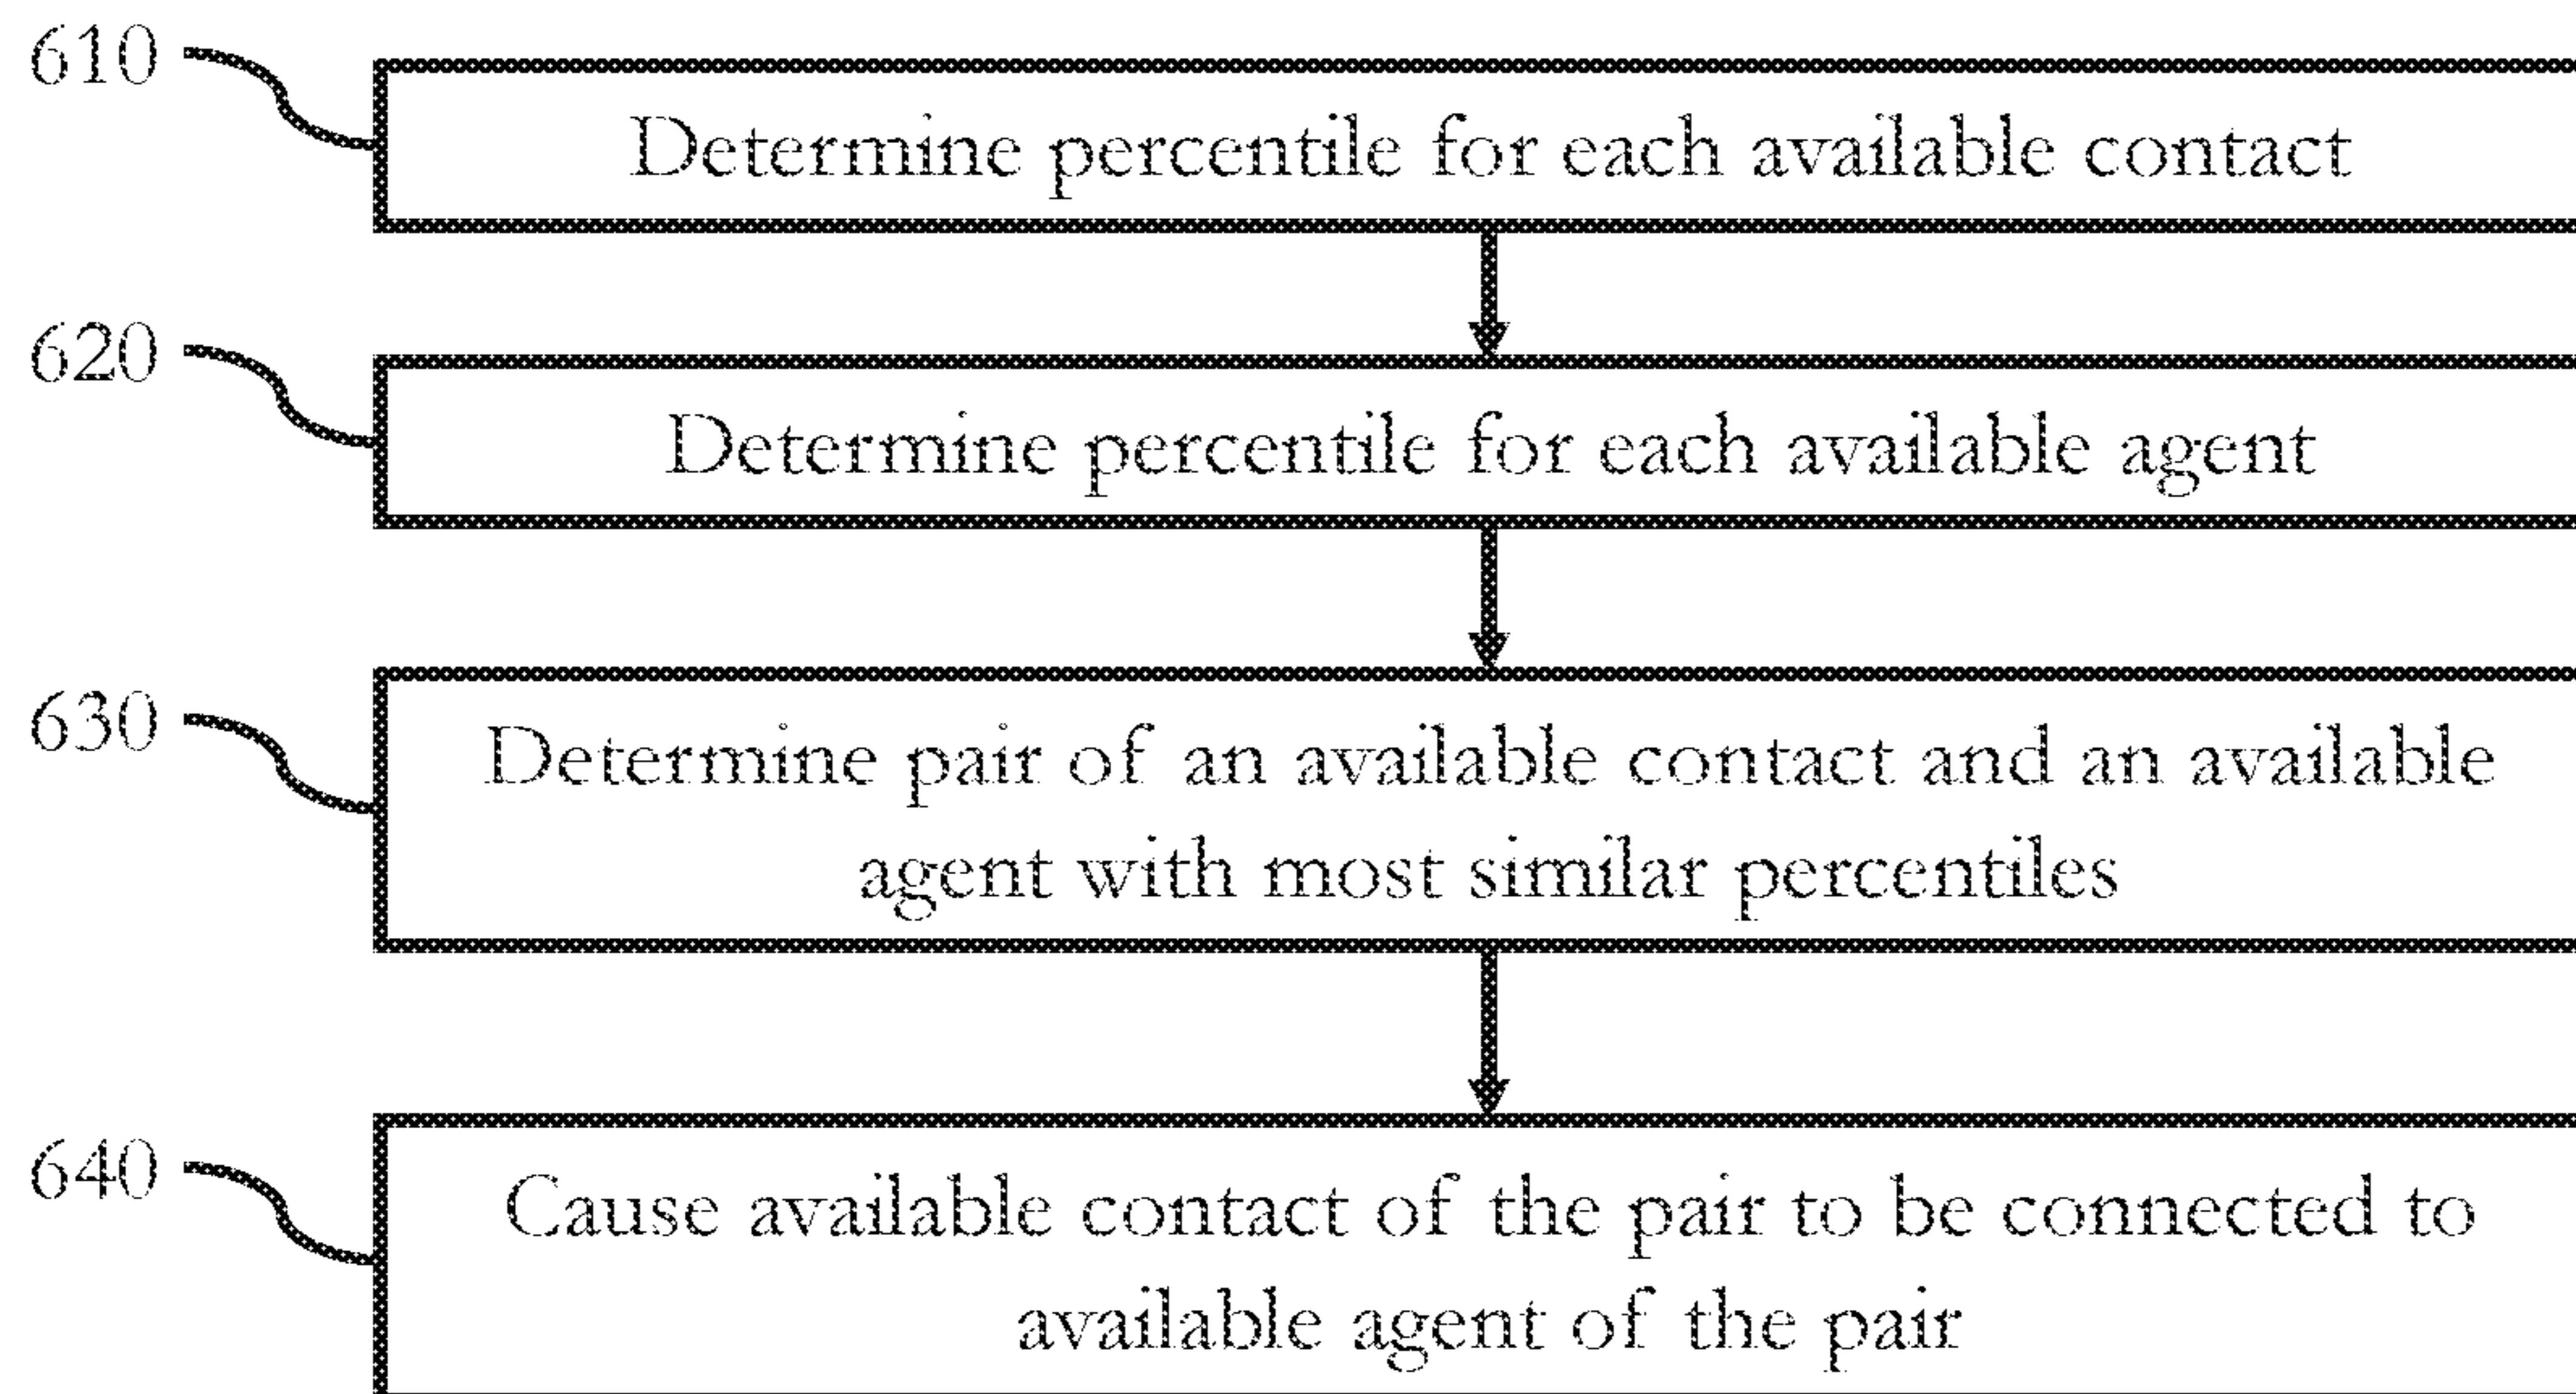 610
Determine percentile for each available contact
620
Determine percentile for each available agent
630
Determine pair of an available contact and an available
agent with most similar percentiles
640
Cause available contact of the pair to be connected to
available agent of the pair